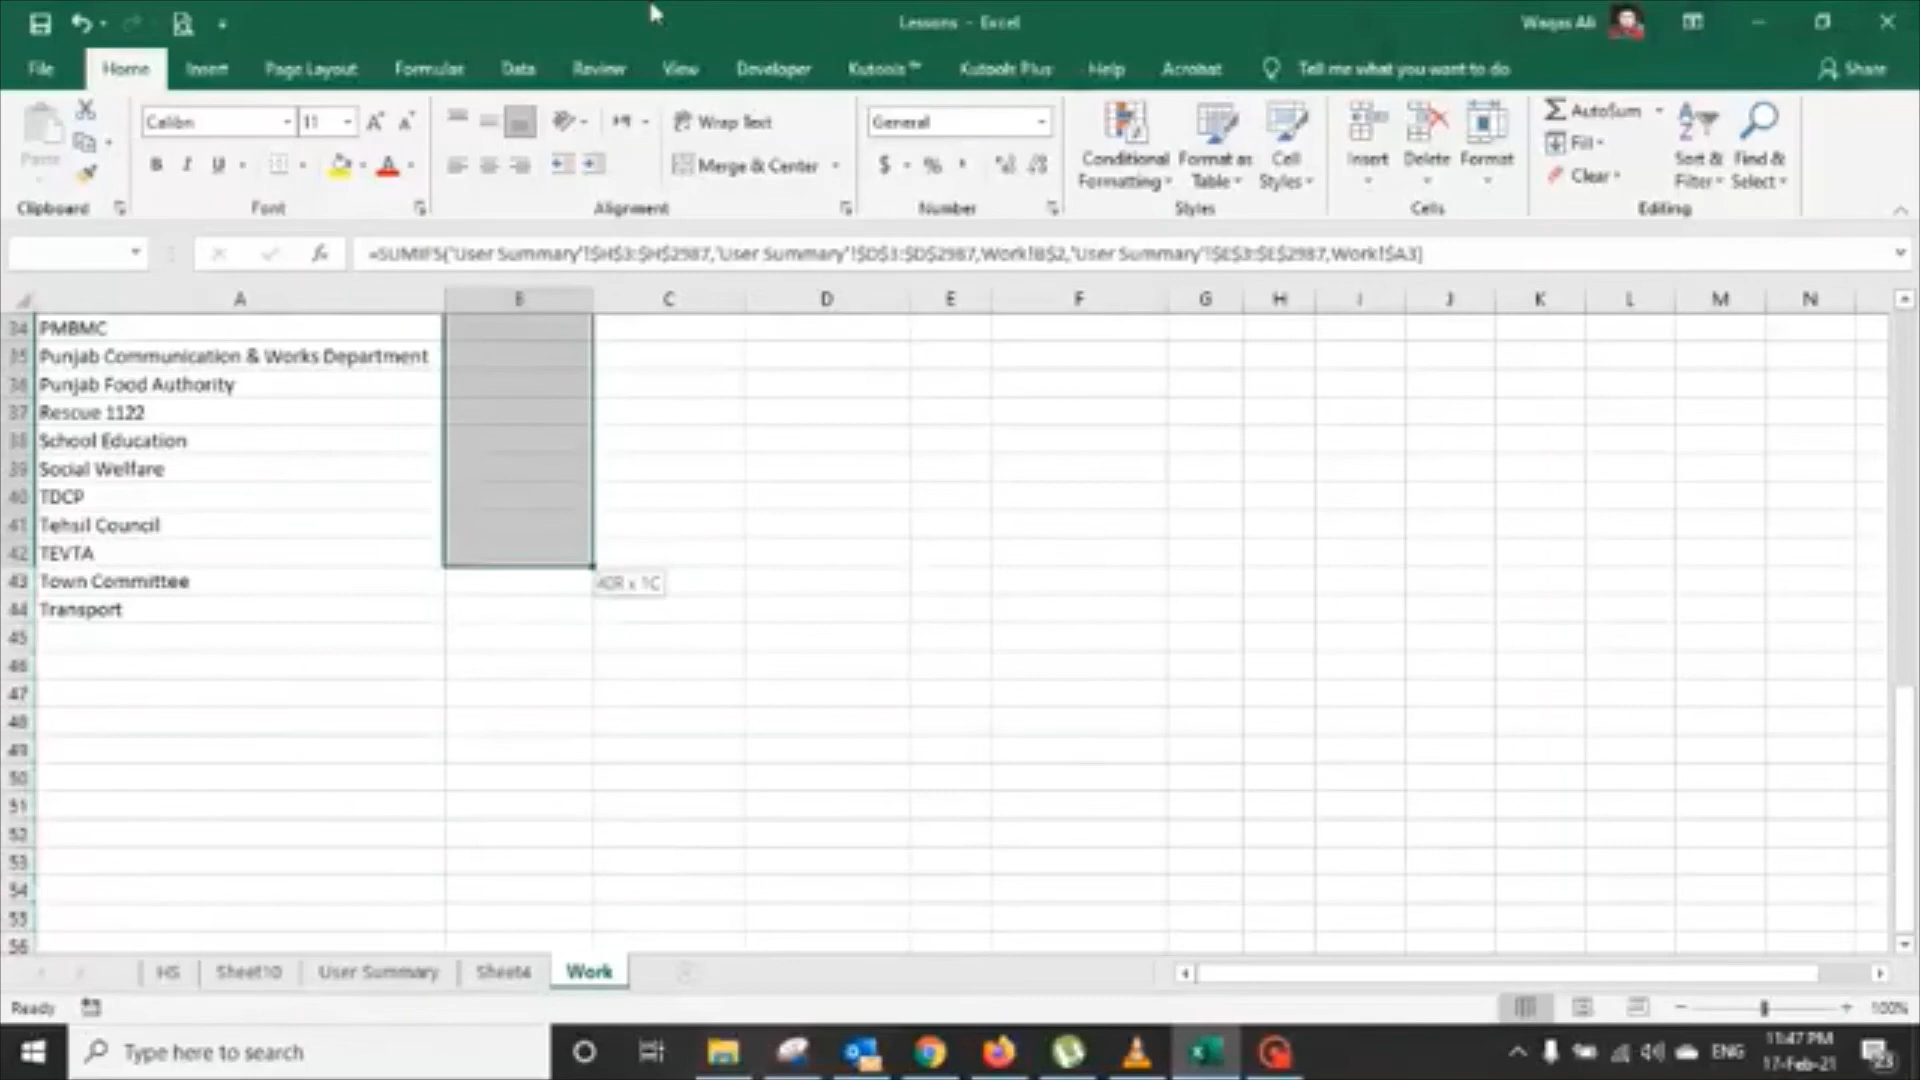 Lessons - Excel
Waqas Ali
File Home Insert Page Layout Formulas Data Review View Developer Kutools ™ Kutools Plus Help Acrobat Tell me what you want to do Share
Paste
Calibri 11
B I U
Wrap Text
Merge & Center
General
$ %
Conditional Formatting
Format as Table
Cell Styles
Insert Delete Format
AutoSum
Fill
Clear
Sort & Filter
Find & Select
Clipboard Font Alignment Number Styles Cells Editing
fx =SUMIFS('User Summary'!$H$3:$H$2987,'User Summary'!$D$3:$D$2987,Work!B$2,'User Summary'!$E$3:$E$2987,Work!$A3)
A B C D E F G H I J K L M N
34 PMBMC
35 Punjab Communication & Works Department
36 Punjab Food Authority
37 Rescue 1122
38 School Education
39 Social Welfare
40 TDCP
41 Tehsil Council
42 TEVTA
43 Town Committee
40R x 1C
44 Transport
45
46
47
48
49
50
51
52
53
54
55
56
HS Sheet10 User Summary Sheet4 Work
Ready
100%
Type here to search
ENG
11:47 PM
17-Feb-21
23